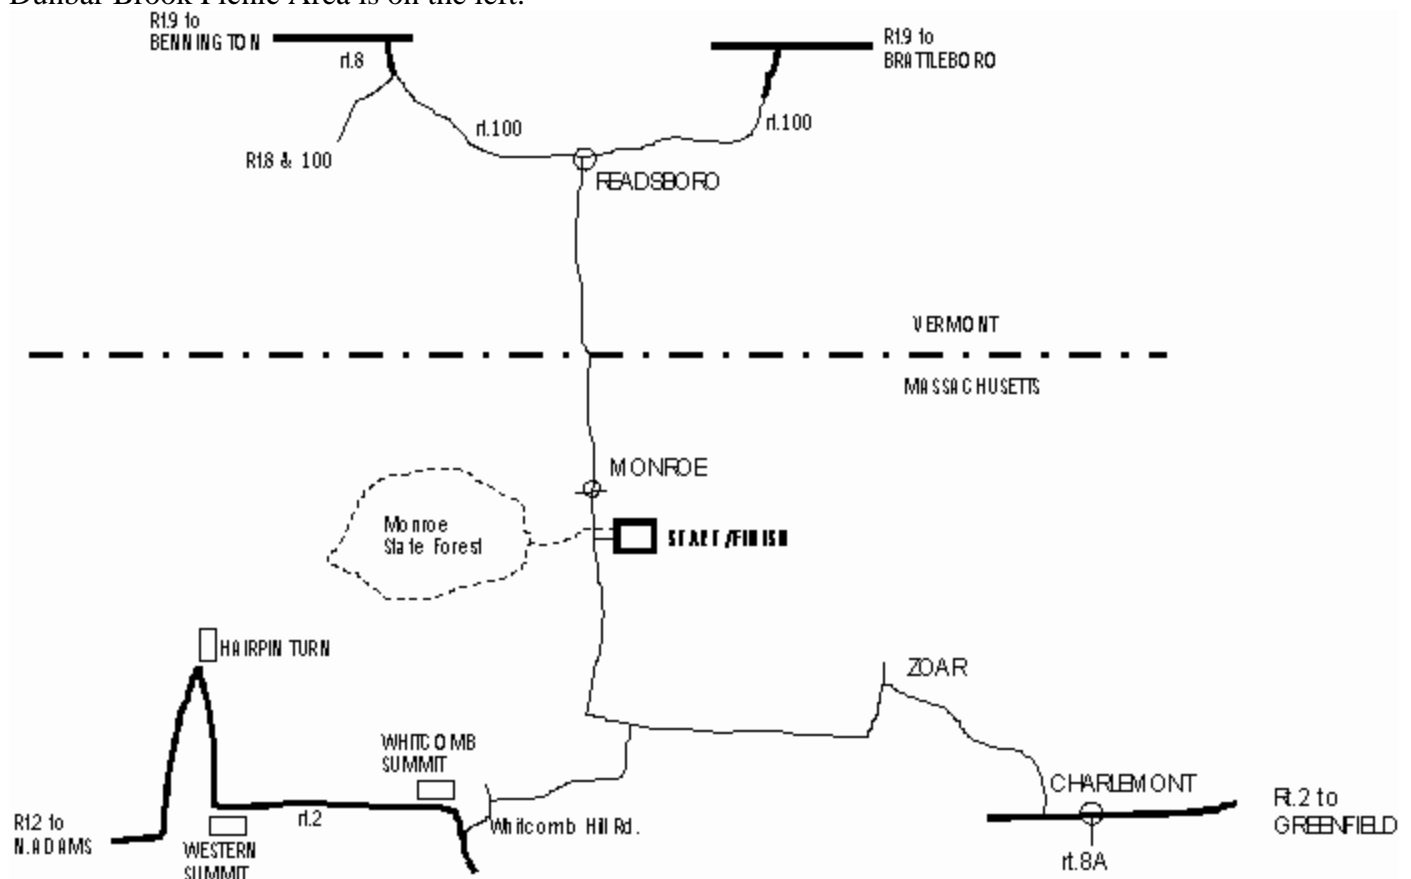 Dunbar Brook Picnic Area is on the left.
Rt.9 to
BENNINGTON
rt.8
Rt.9 to
BRATTLEBORO
rt.100
rt.100
Rt.8 & 100
READSBORO
VERMONT
MASSACHUSETTS
MONROE
Monroe
State Forest
START/FINISH
HAIRPIN TURN
ZOAR
WHITCOMB
SUMMIT
CHARLEMONT
Rt.2 to
GREENFIELD
Rt.2 to
N.ADAMS
rt.2
Whitcomb Hill Rd.
WESTERN
SUMMIT
rt.8A